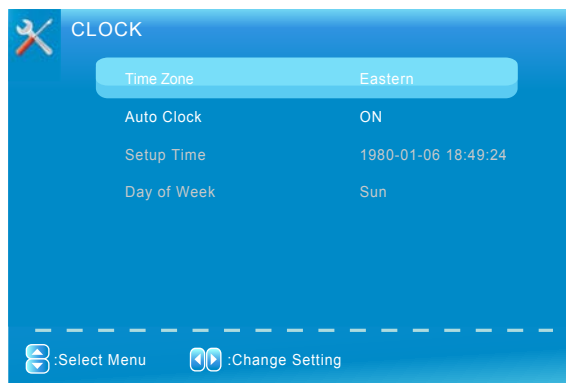 CLOCK
Time Zone Eastern
Auto Clock ON
Setup Time 1980-01-06 18:49:24
Day of Week Sun
:Select Menu :Change Setting